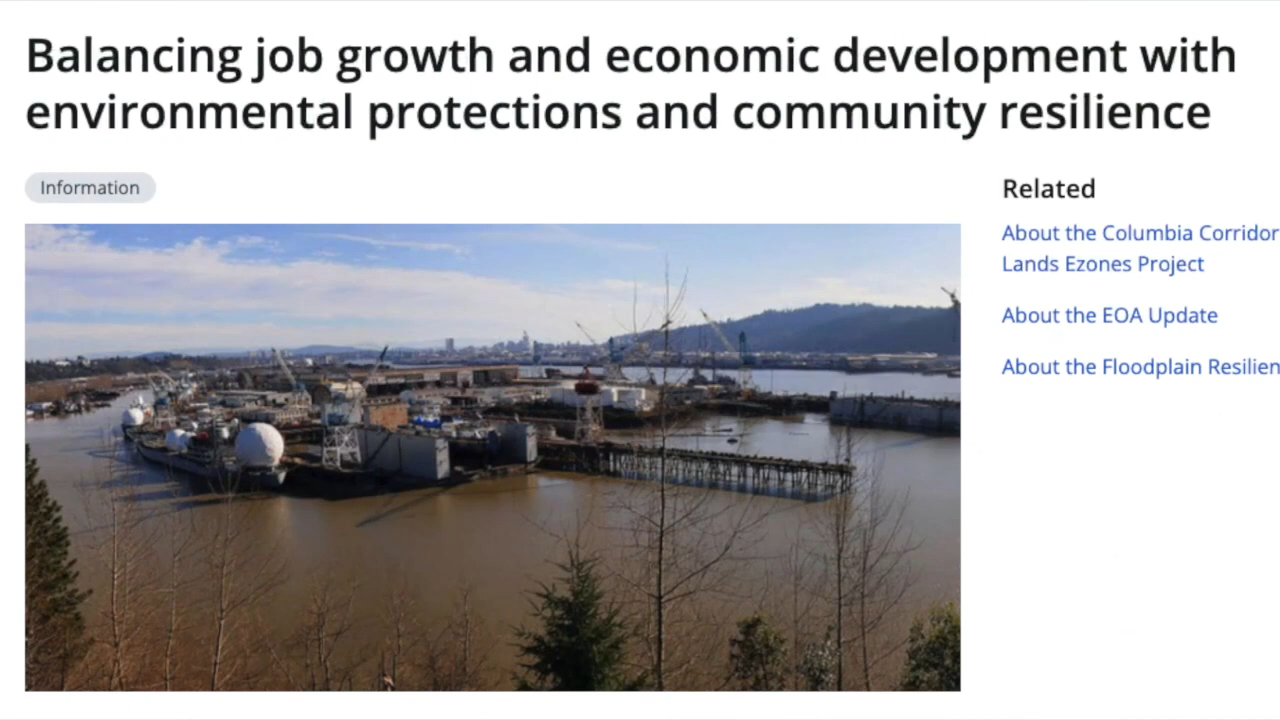 Balancing job growth and economic development with
environmental protections and community resilience
Information
Related
About the Columbia Corridor
Lands Ezones Project
About the EOA Update
About the Floodplain Resilien